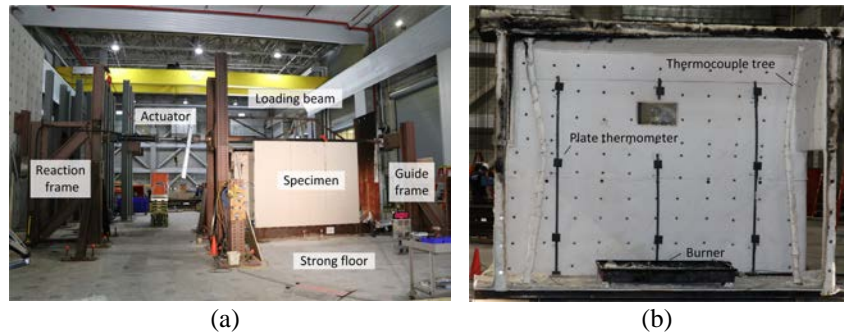 Actuator
Loading beam
Reaction
frame
Specimen
Guide
frame
Strong floor
(a)
Thermocouple tree
Plate thermometer
Burner
(b)